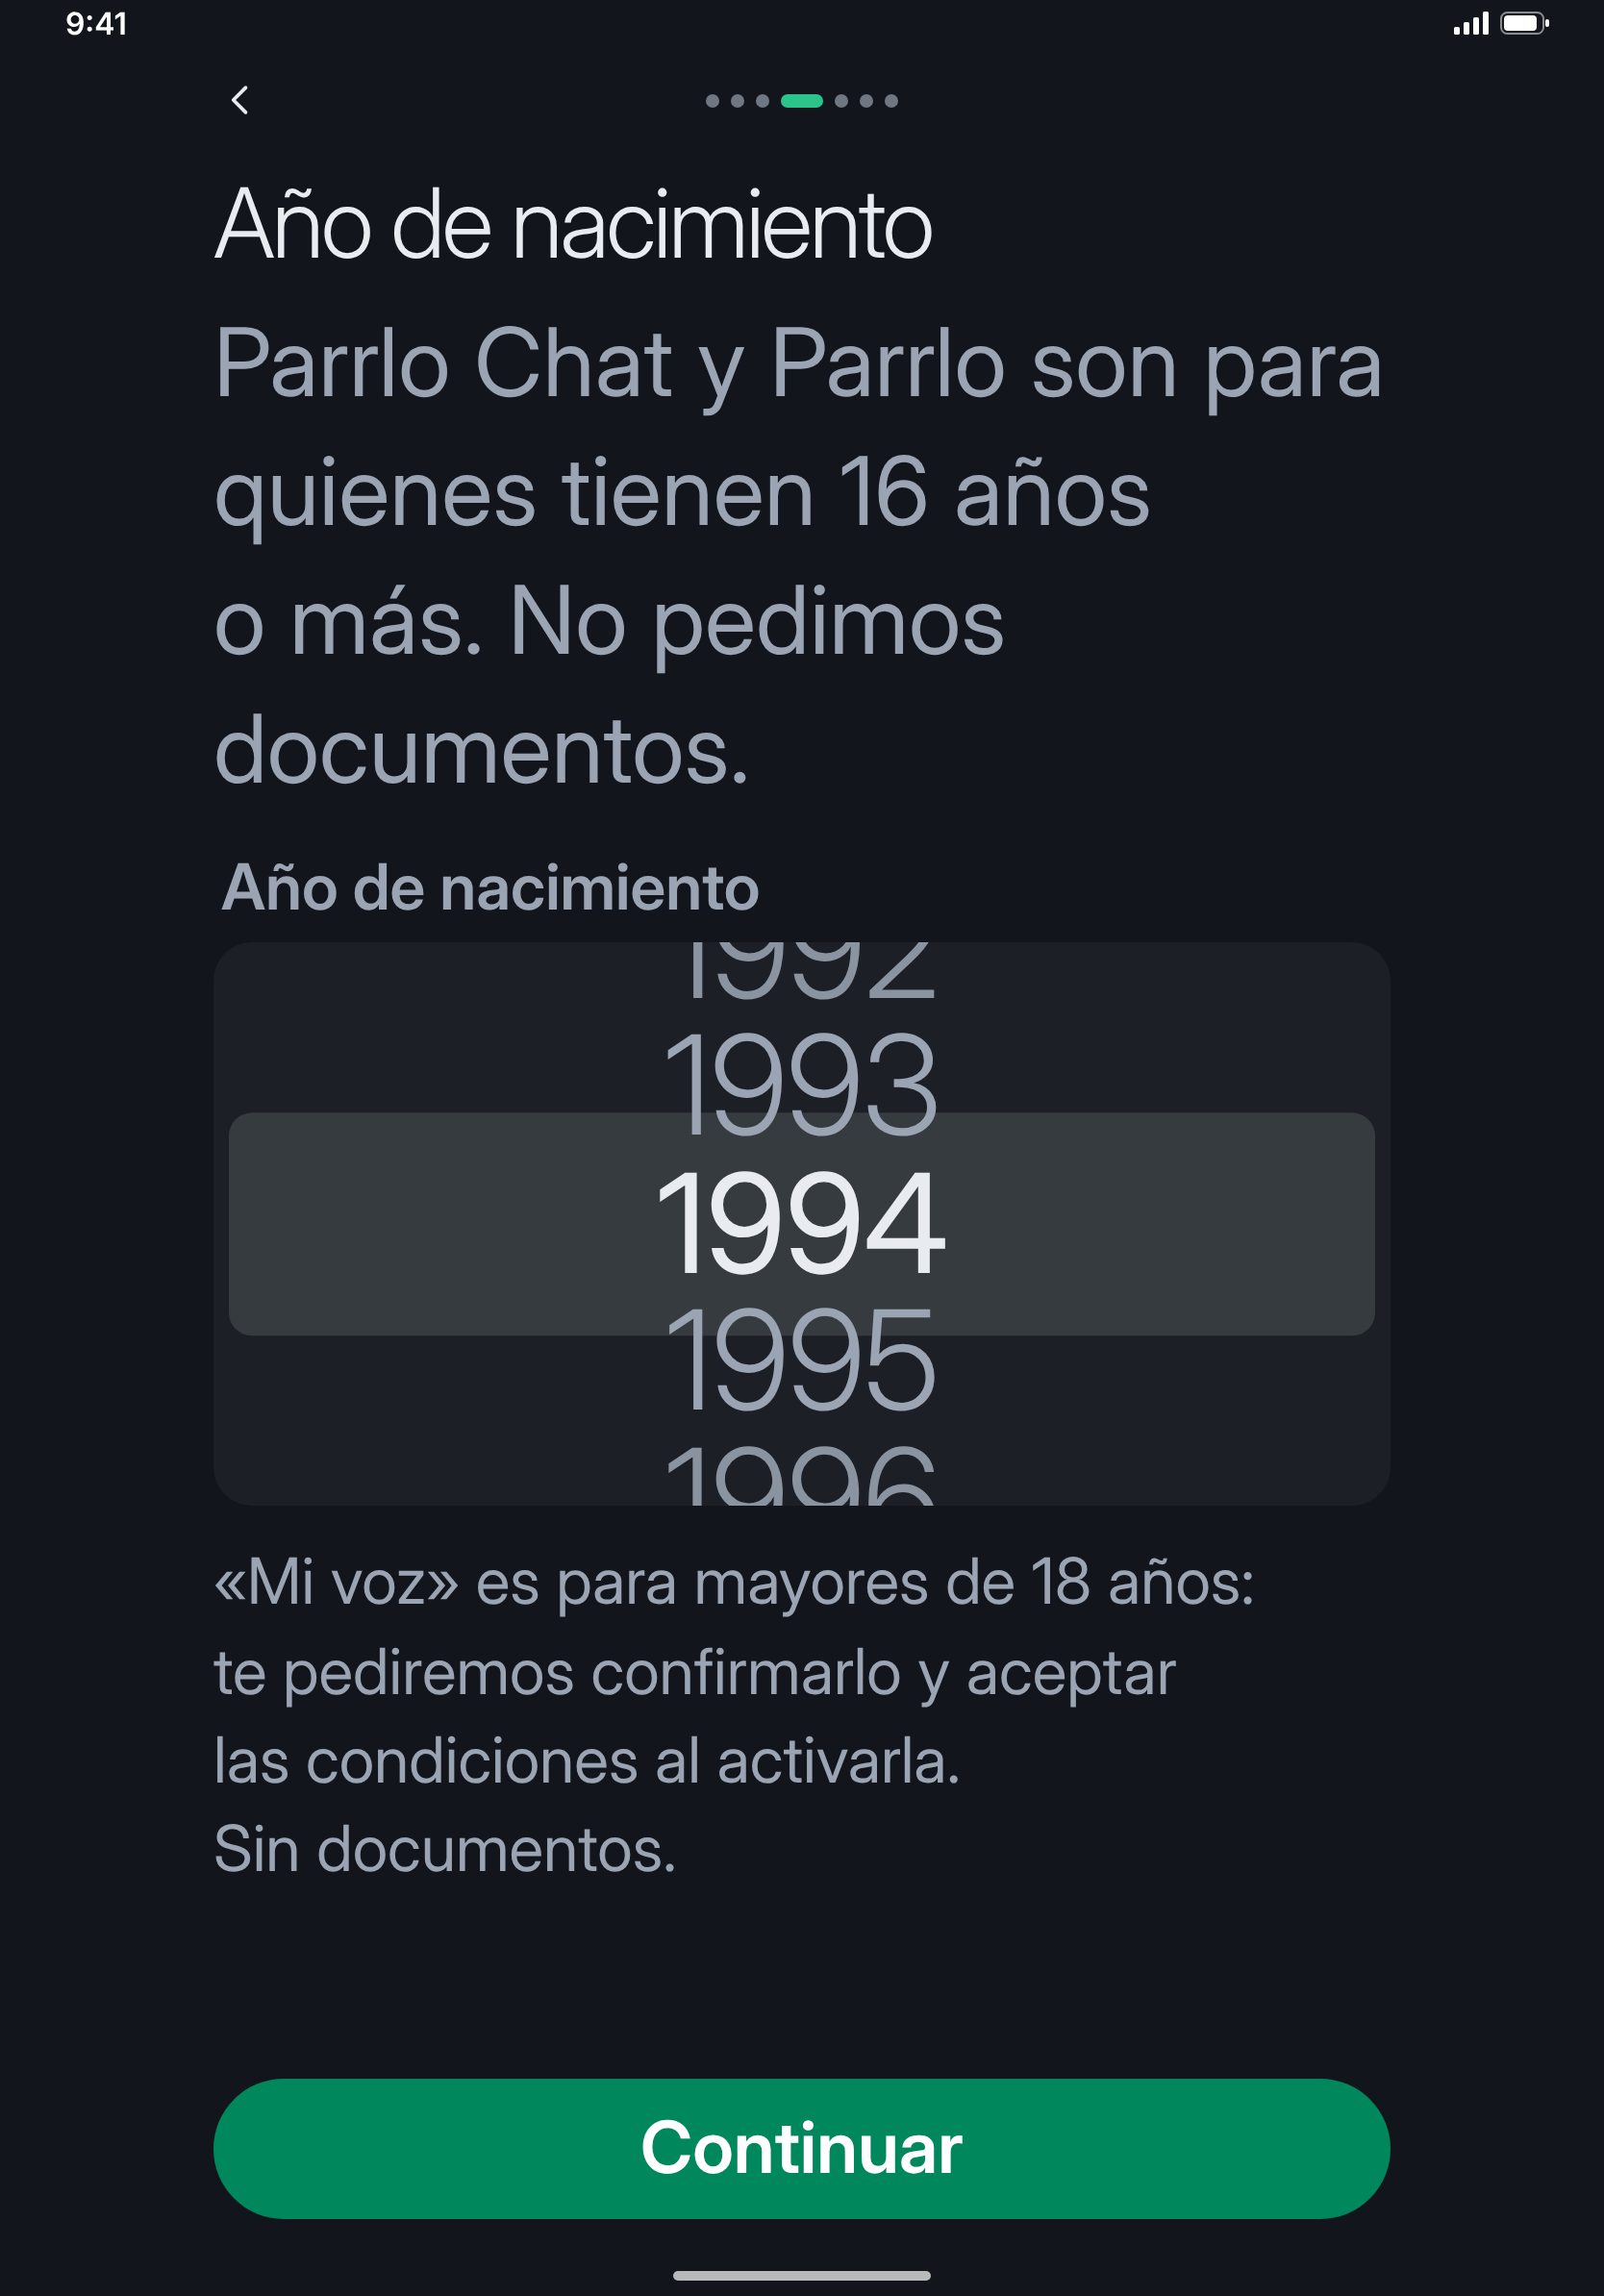 9:41
Año de nacimiento
Parrlo Chat y Parrlo son para
quienes tienen 16 años
o más. No pedimos
documentos.
Año de nacimiento
1992
1993
1994
1995
1996
«Mi voz» es para mayores de 18 años:
te pediremos confirmarlo y aceptar
las condiciones al activarla.
Sin documentos.
Continuar